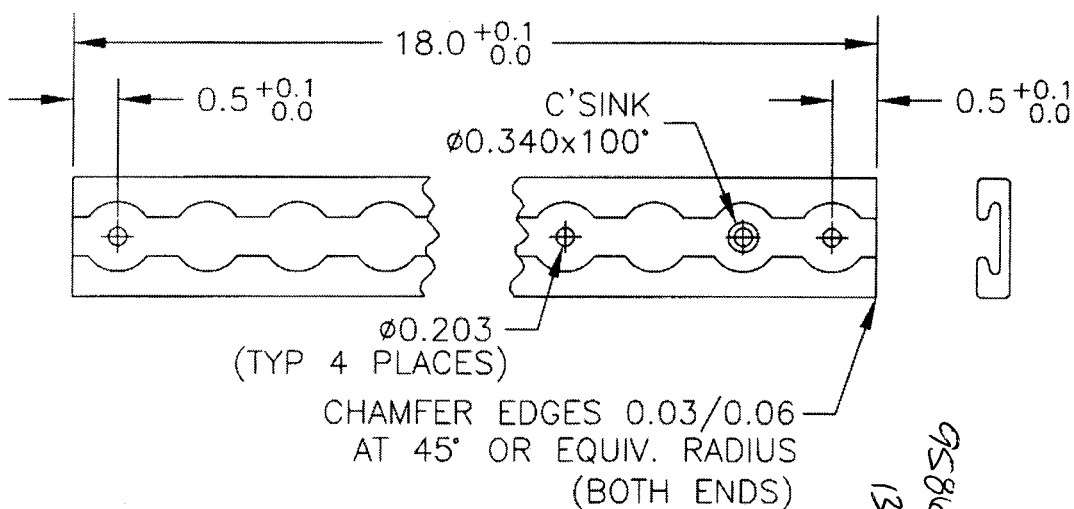 18.0 +0.1 0.0
0.5 +0.1 0.0
0.5 +0.1 0.0
C'SINK
ø0.340x100°
ø0.203
(TYP 4 PLACES)
CHAMFER EDGES 0.03/0.06
AT 45° OR EQUIV. RADIUS
(BOTH ENDS)